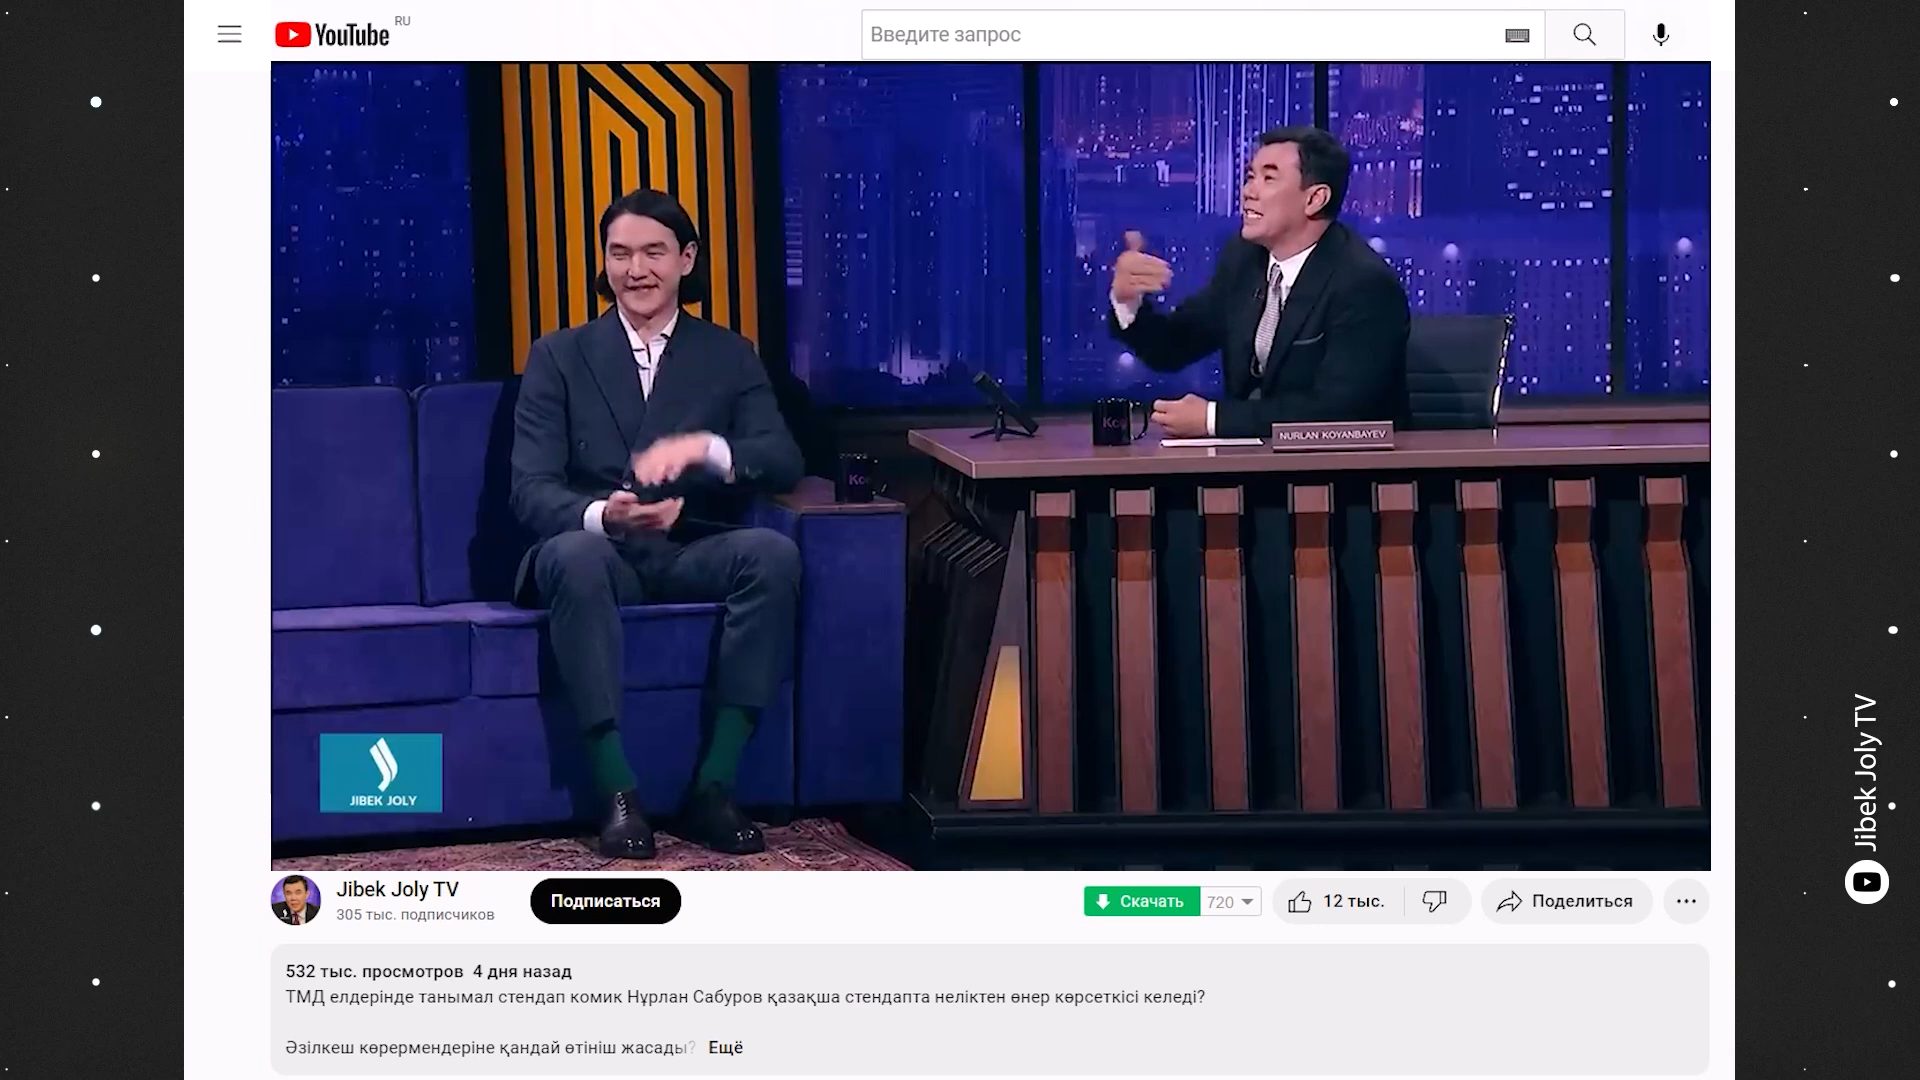 YouTube RU
Введите запрос
NURLAN KOYANBAYEV
JIBEK JOLY
Jibek Joly TV
305 тыс. подписчиков
Подписаться
Скачать
720
12 тыс.
Поделиться
532 тыс. просмотров 4 дня назад
ТМД елдерінде танымал стендап комик Нұрлан Сабуров қазақша стендапта неліктен өнер көрсеткісі келеді?
Әзілкеш көрермендеріне қандай өтініш жасады? Ещё
Jibek Joly TV